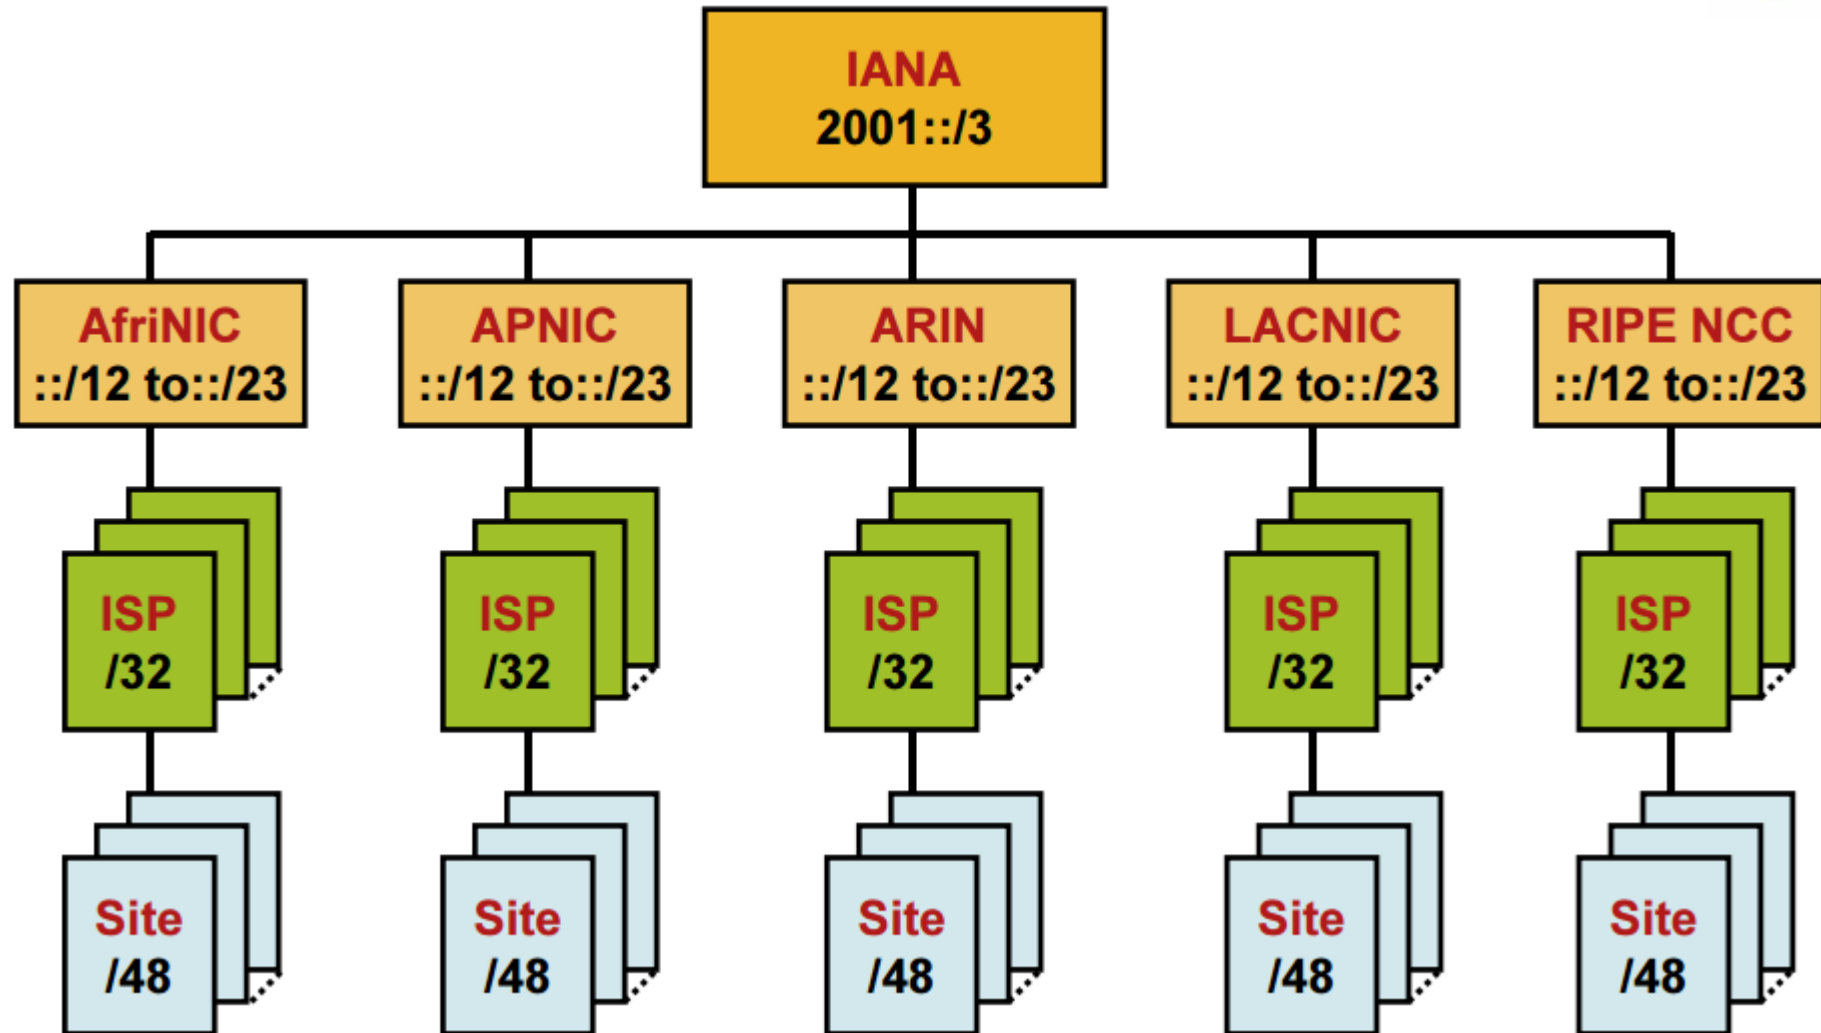 IANA
2001::/3
AfriNIC
::/12 to::/23
APNIC
::/12 to::/23
ARIN
::/12 to::/23
LACNIC
::/12 to::/23
RIPE NCC
::/12 to::/23
ISP
/32
ISP
/32
ISP
/32
ISP
/32
ISP
/32
Site
/48
Site
/48
Site
/48
Site
/48
Site
/48